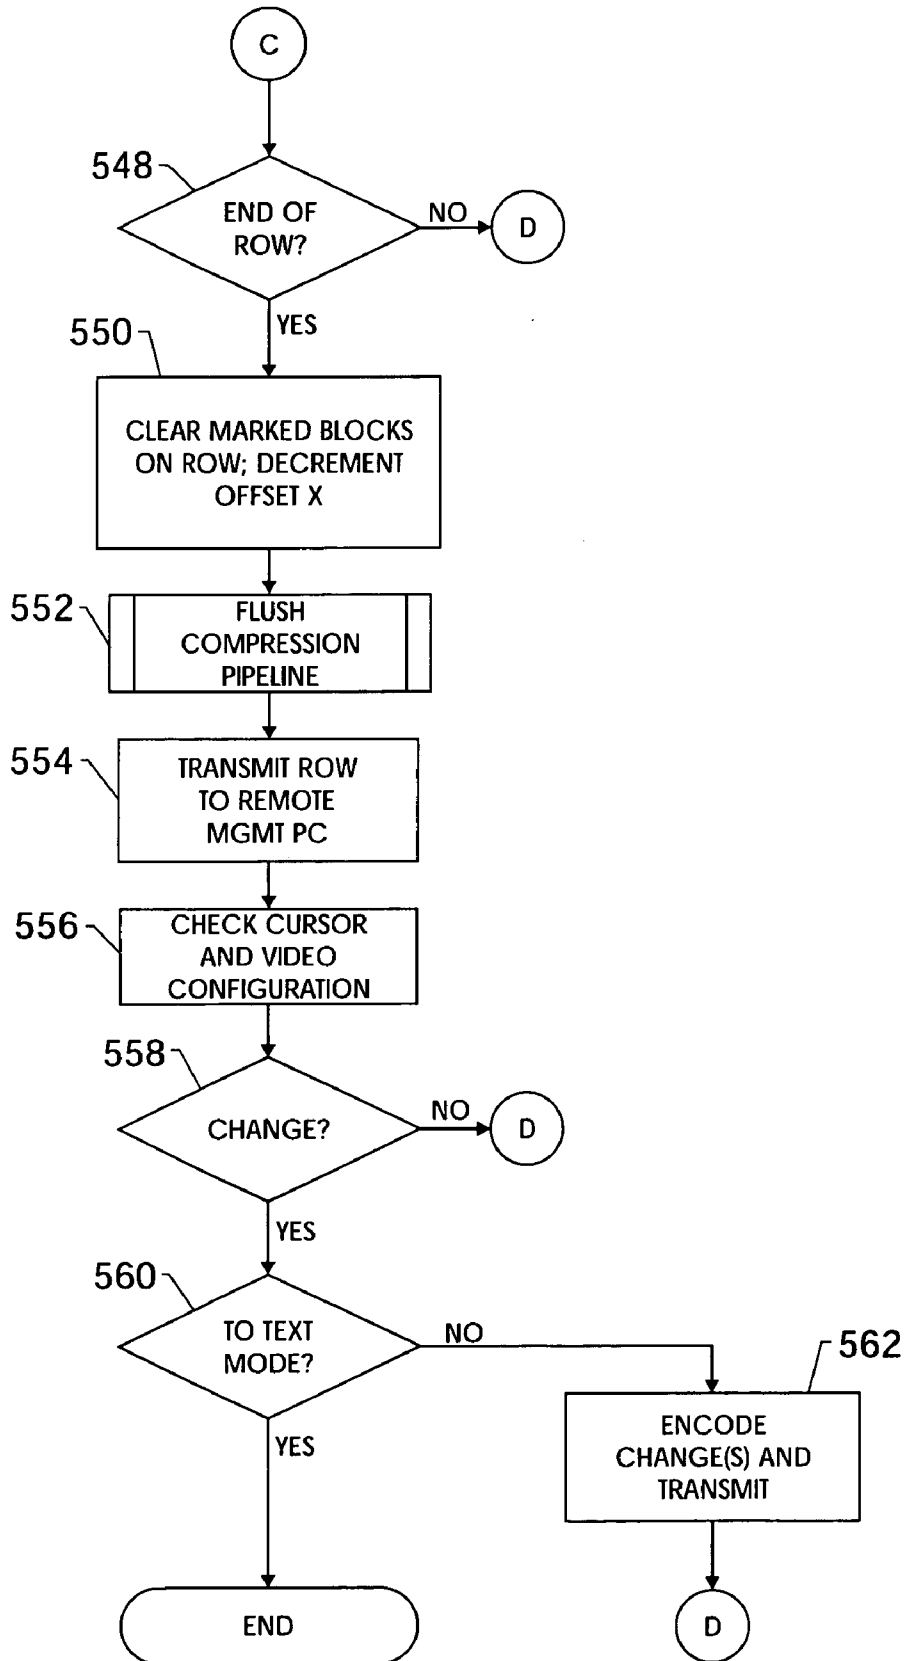 C
548
END OF
ROW?
NO
D
YES
550
CLEAR MARKED BLOCKS
ON ROW; DECREMENT
OFFSET X
552
FLUSH
COMPRESSION
PIPELINE
554
TRANSMIT ROW
TO REMOTE
MGMT PC
556
CHECK CURSOR
AND VIDEO
CONFIGURATION
558
CHANGE?
NO
D
YES
560
TO TEXT
MODE?
NO
562
ENCODE
CHANGE(S) AND
TRANSMIT
YES
END
D